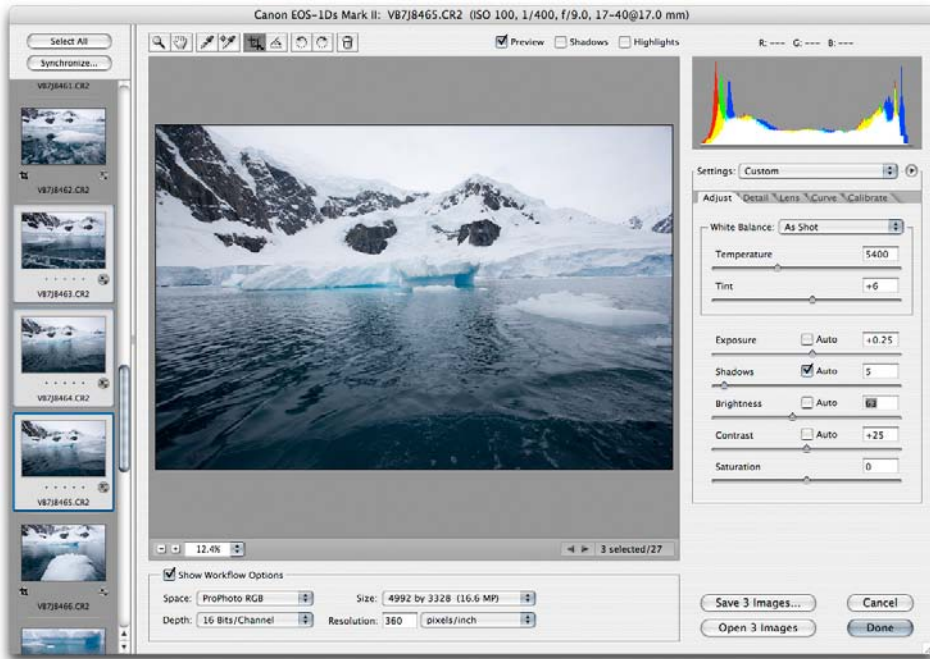 Canon EOS-1Ds Mark II: VB7J8465.CR2 (ISO 100, 1/400, f/9.0, 17-40@17.0 mm)
Select All
Synchronize...
VB7J8461.CR2
VB7J8462.CR2
VB7J8463.CR2
VB7J8464.CR2
VB7J8465.CR2
VB7J8466.CR2
Preview
Shadows
Highlights
R: --- G: --- B: ---
Settings: Custom
Adjust Detail Lens Curve Calibrate
White Balance: As Shot
Temperature 5400
Tint +6
Exposure Auto +0.25
Shadows Auto 5
Brightness Auto
Contrast Auto +25
Saturation 0
12.4%
3 selected/27
Show Workflow Options
Space: ProPhoto RGB
Size: 4992 by 3328 (16.6 MP)
Depth: 16 Bits/Channel
Resolution: 360 pixels/inch
Save 3 Images...
Cancel
Open 3 Images
Done